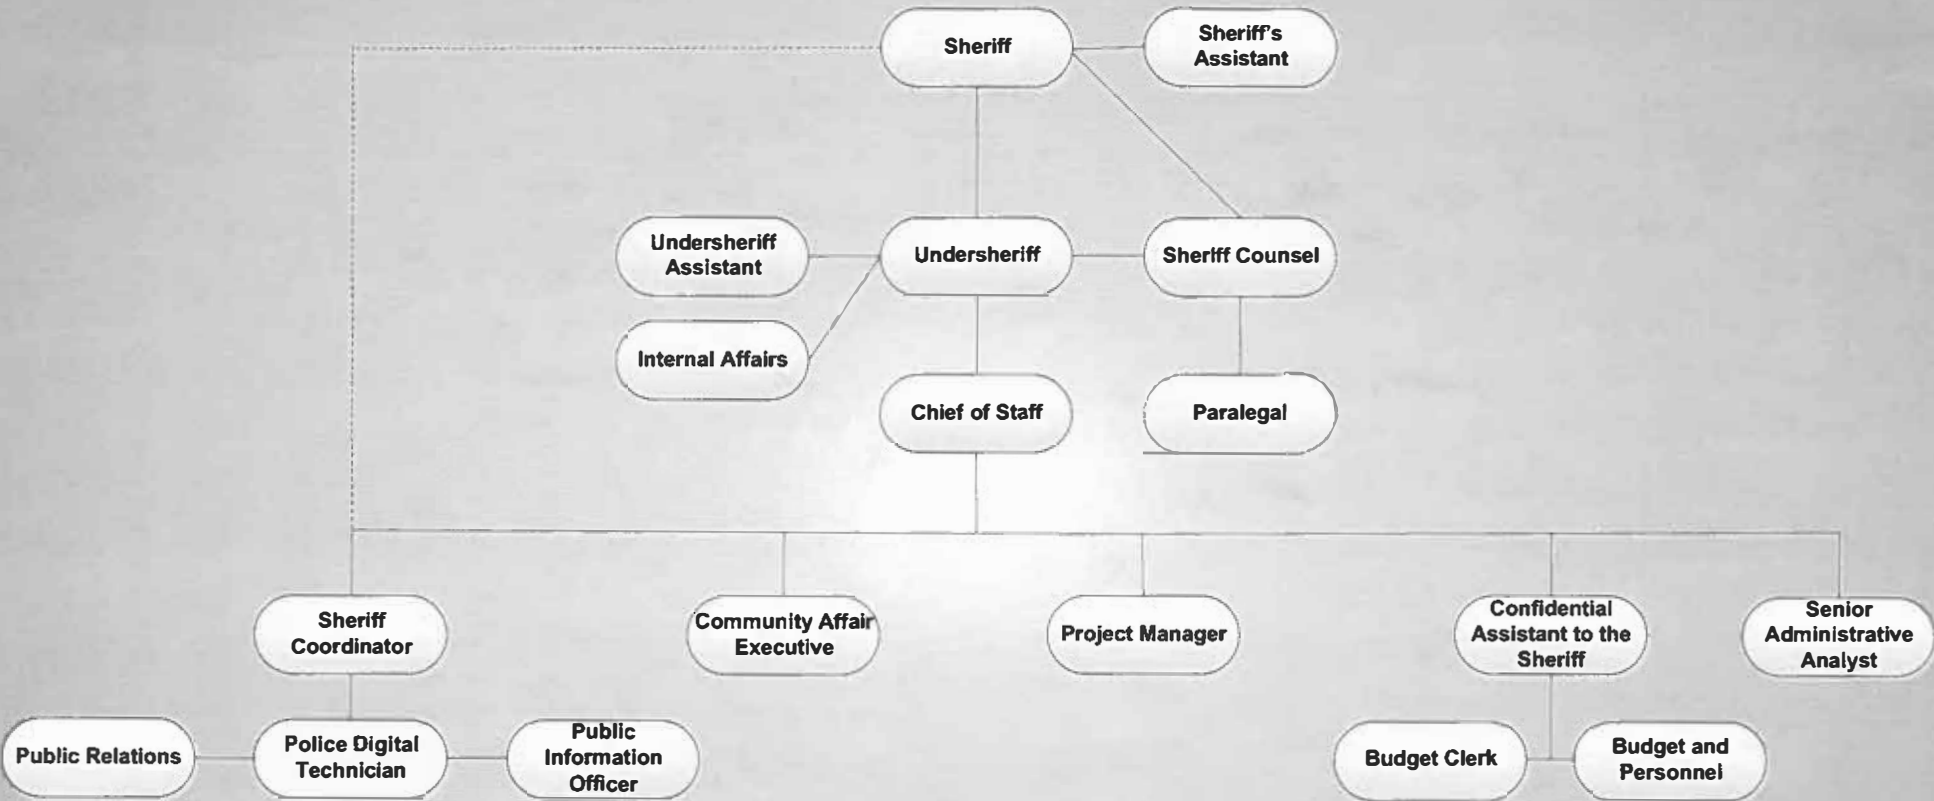 Sheriff
Sheriff's
Assistant
Undersheriff
Assistant
Undersheriff
Sheriff Counsel
Internal Affairs
Chief of Staff
Paralegal
Sheriff
Coordinator
Community Affair
Executive
Project Manager
Confidential
Assistant to the
Sheriff
Senior
Administrative
Analyst
Public Relations
Police Digital
Technician
Public
Information
Officer
Budget Clerk
Budget and
Personnel